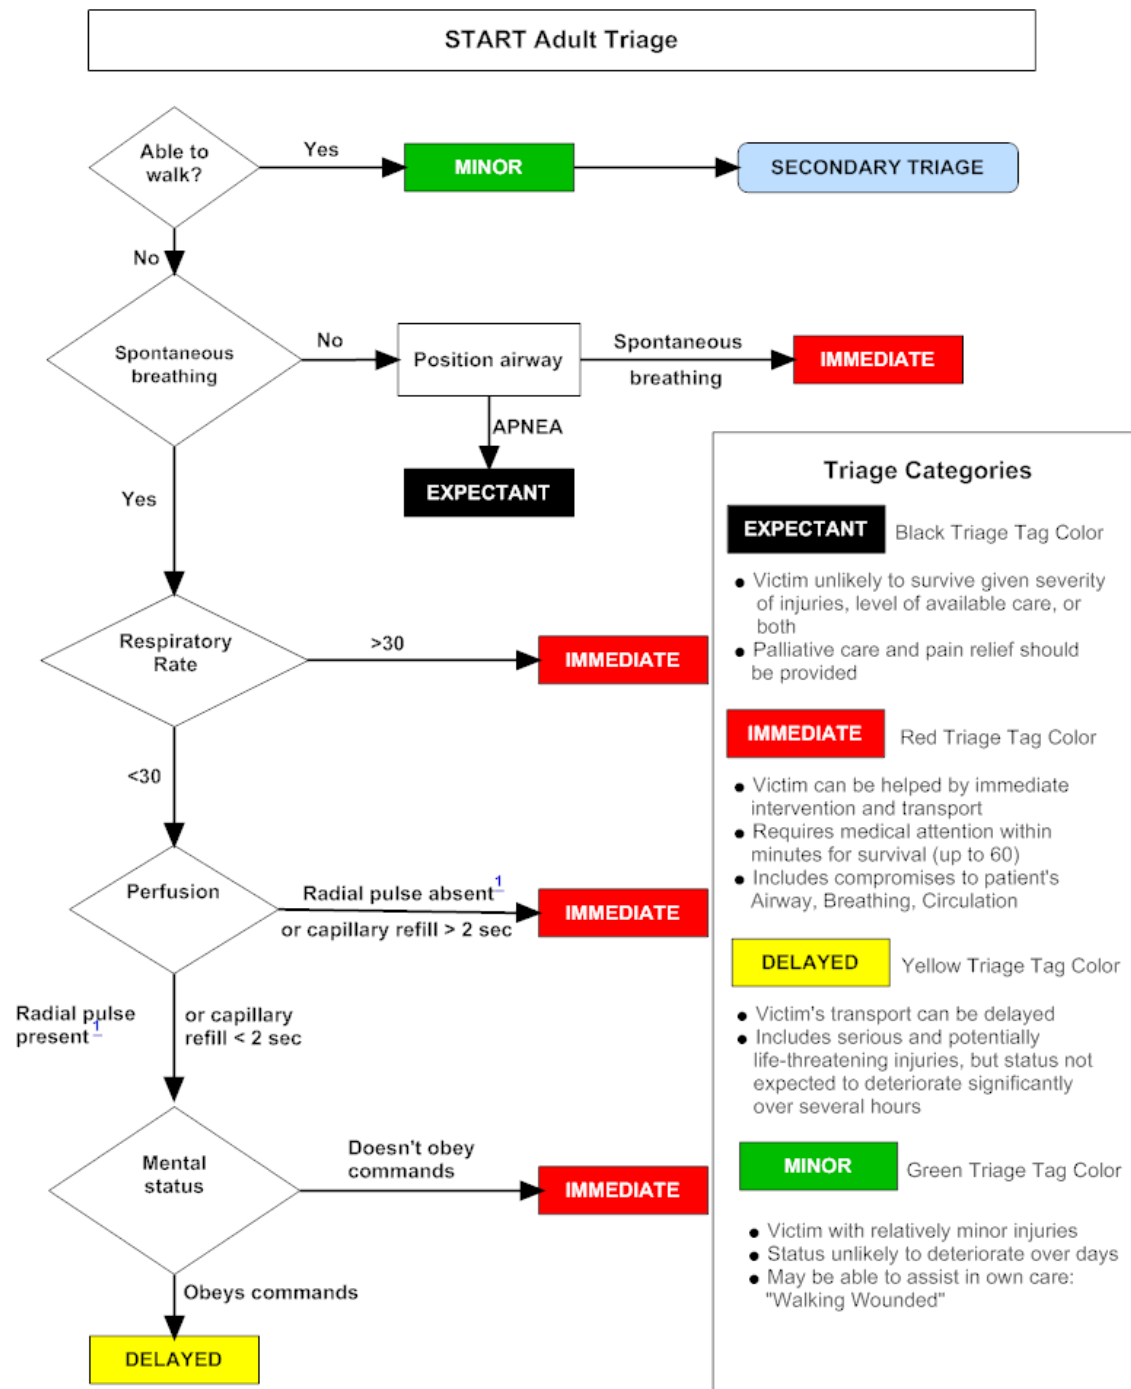 START Adult Triage
Able to
walk?
Yes
MINOR
SECONDARY TRIAGE
No
Spontaneous
breathing
No
Position airway
Spontaneous
breathing
IMMEDIATE
APNEA
EXPECTANT
Yes
Respiratory
Rate
>30
IMMEDIATE
<30
Perfusion
Radial pulse absent1
or capillary refill > 2 sec
IMMEDIATE
Radial pulse
present1
or capillary
refill < 2 sec
Mental
status
Doesn't obey
commands
IMMEDIATE
Obeys commands
DELAYED
Triage Categories
EXPECTANT Black Triage Tag Color
● Victim unlikely to survive given severity
of injuries, level of available care, or
both
● Palliative care and pain relief should
be provided
IMMEDIATE Red Triage Tag Color
● Victim can be helped by immediate
intervention and transport
● Requires medical attention within
minutes for survival (up to 60)
● Includes compromises to patient's
Airway, Breathing, Circulation
DELAYED Yellow Triage Tag Color
● Victim's transport can be delayed
● Includes serious and potentially
life-threatening injuries, but status not
expected to deteriorate significantly
over several hours
MINOR Green Triage Tag Color
● Victim with relatively minor injuries
● Status unlikely to deteriorate over days
● May be able to assist in own care:
"Walking Wounded"